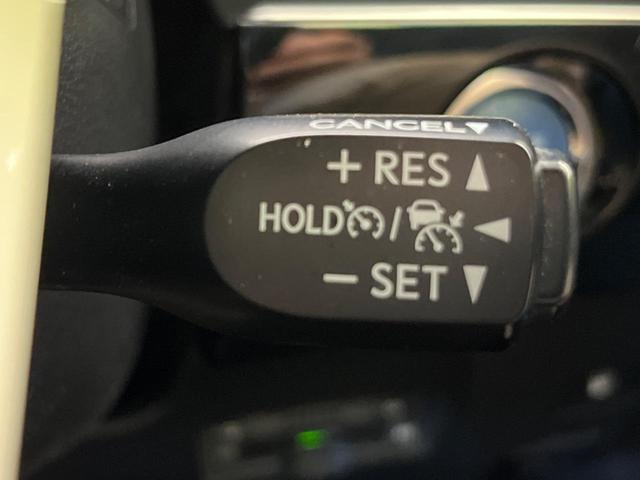 CANCEL
+ RES
HOLD /
– SET